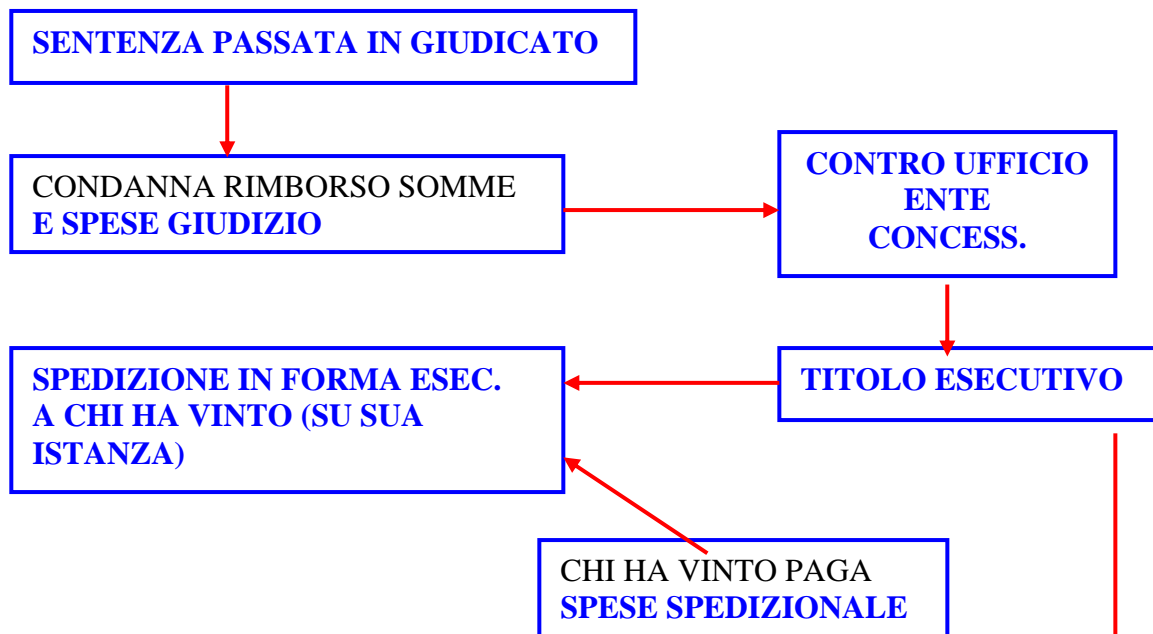 SENTENZA PASSATA IN GIUDICATO
CONDANNA RIMBORSO SOMME
E SPESE GIUDIZIO
CONTRO UFFICIO
ENTE
CONCESS.
SPEDIZIONE IN FORMA ESEC.
A CHI HA VINTO (SU SUA
ISTANZA)
TITOLO ESECUTIVO
CHI HA VINTO PAGA
SPESE SPEDIZIONALE